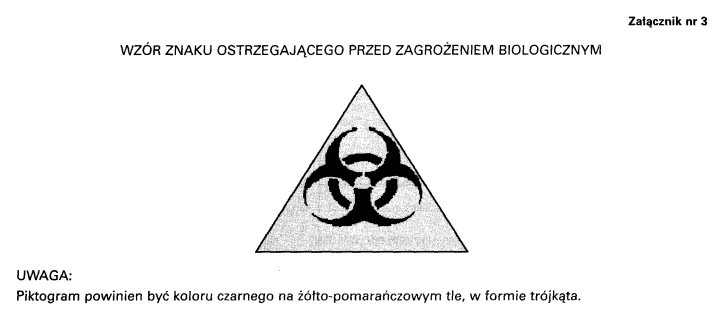 Załącznik nr 3
WZÓR ZNAKU OSTRZEGAJĄCEGO PRZED ZAGROŻENIEM BIOLOGICZNYM
UWAGA:
Piktogram powinien być koloru czarnego na żółto-pomarańczowym tle, w formie trójkąta.